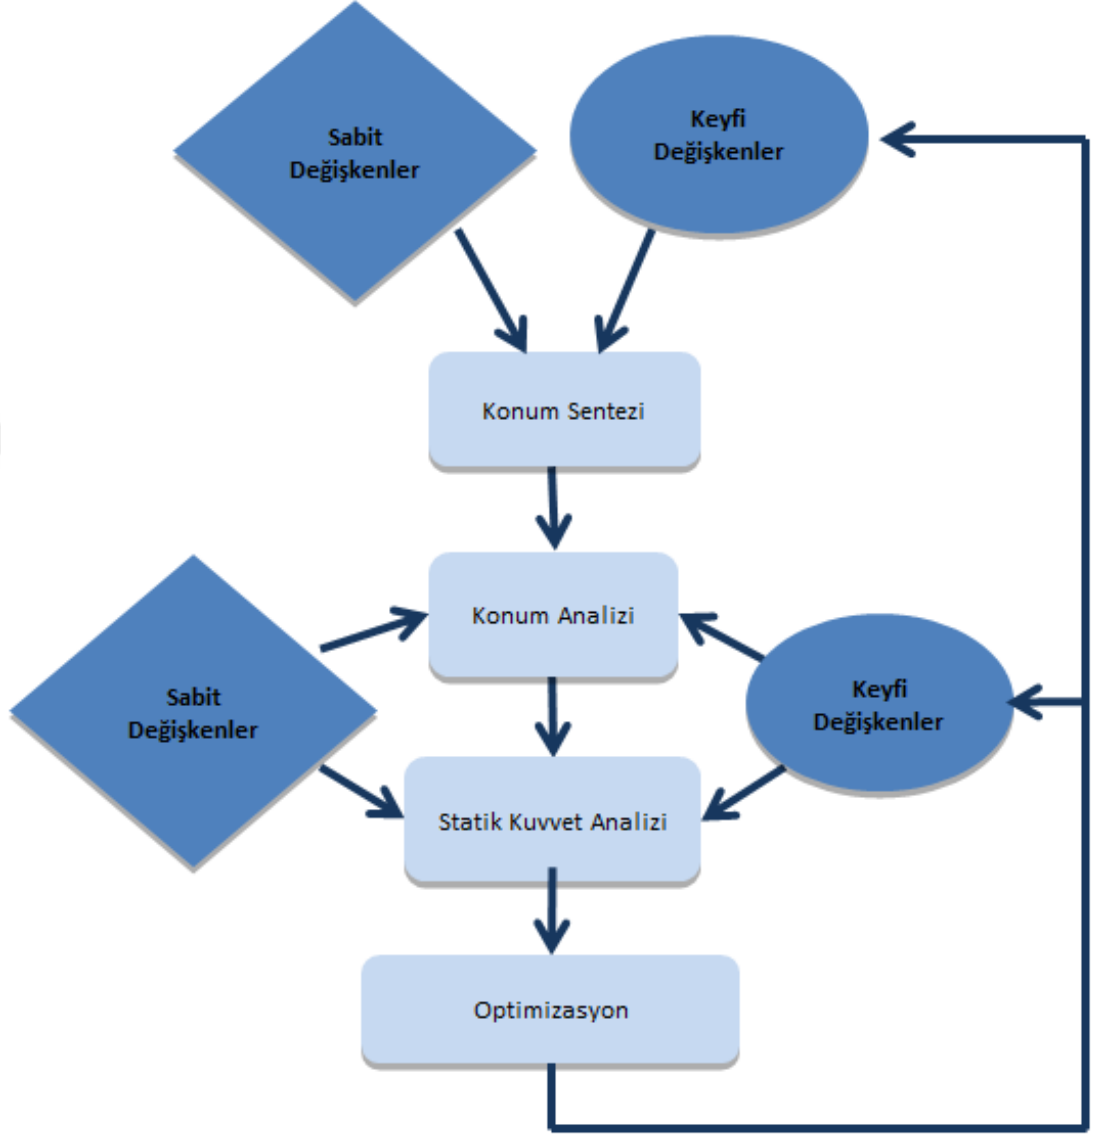 Sabit
Değişkenler
Keyfi
Değişkenler
Konum Sentezi
Konum Analizi
Sabit
Değişkenler
Keyfi
Değişkenler
Statik Kuvvet Analizi
Optimizasyon